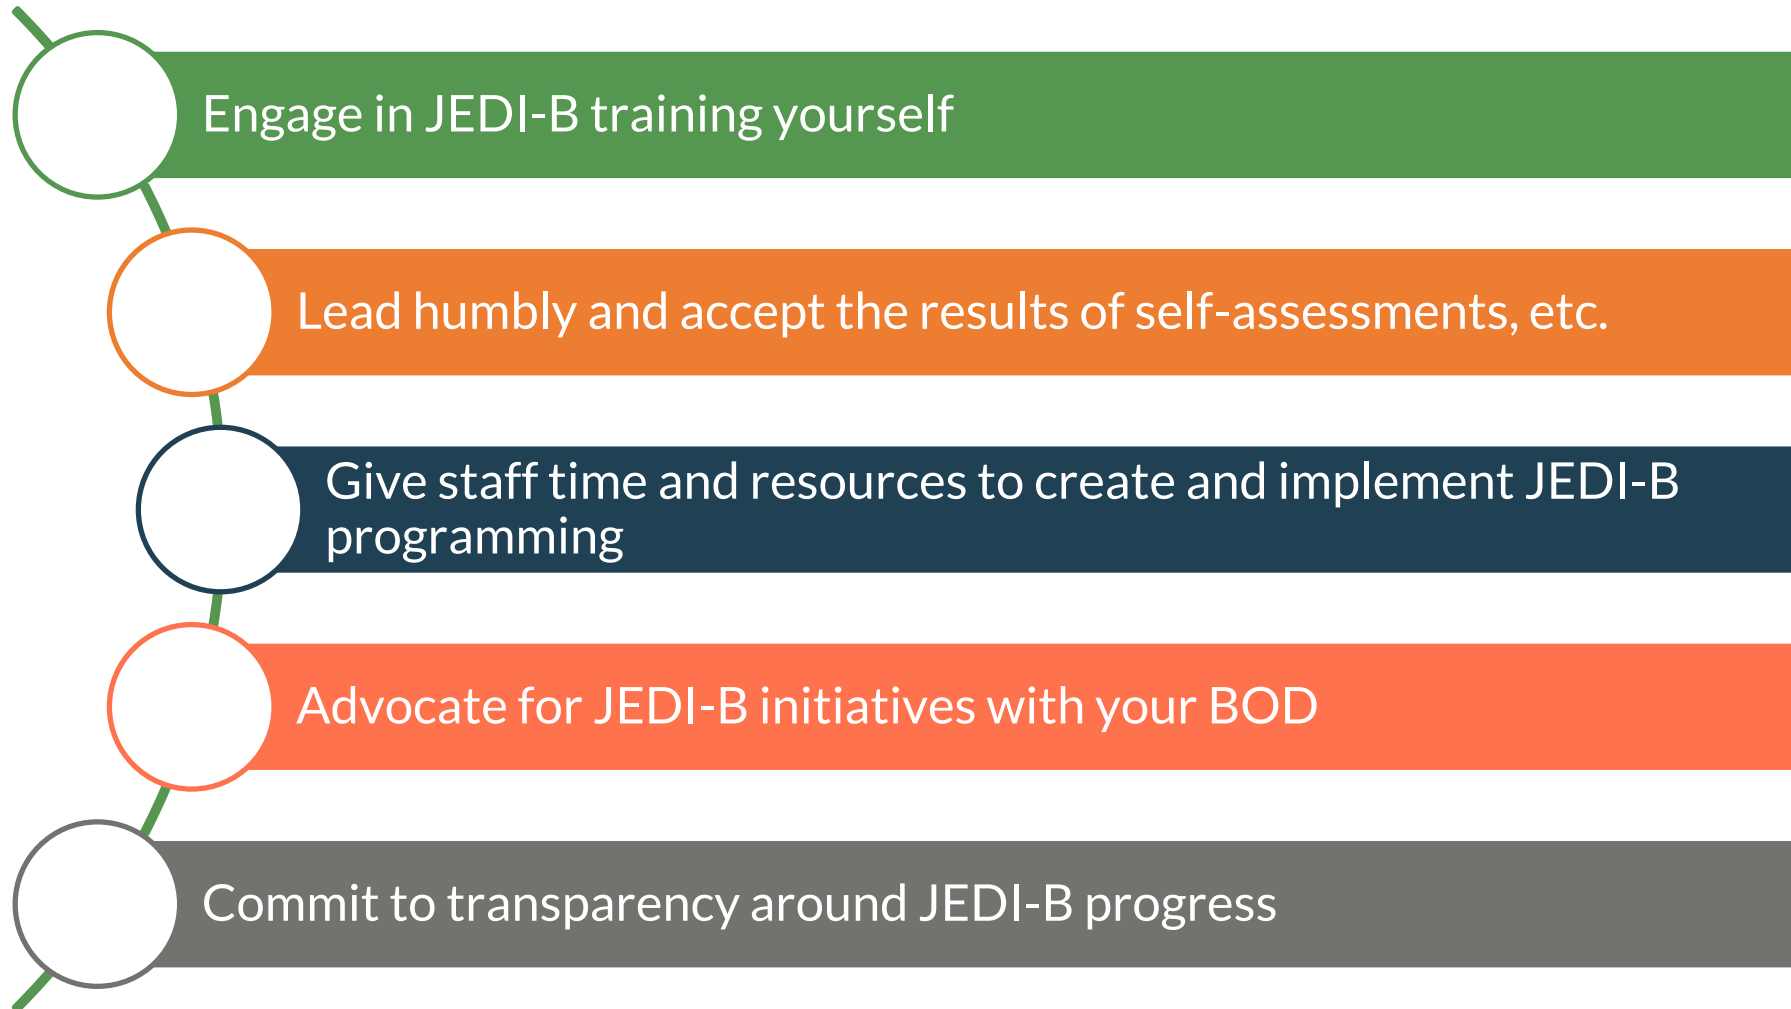 Engage in JEDI-B training yourself
Lead humbly and accept the results of self-assessments, etc.
Give staff time and resources to create and implement JEDI-B
programming
Advocate for JEDI-B initiatives with your BOD
Commit to transparency around JEDI-B progress